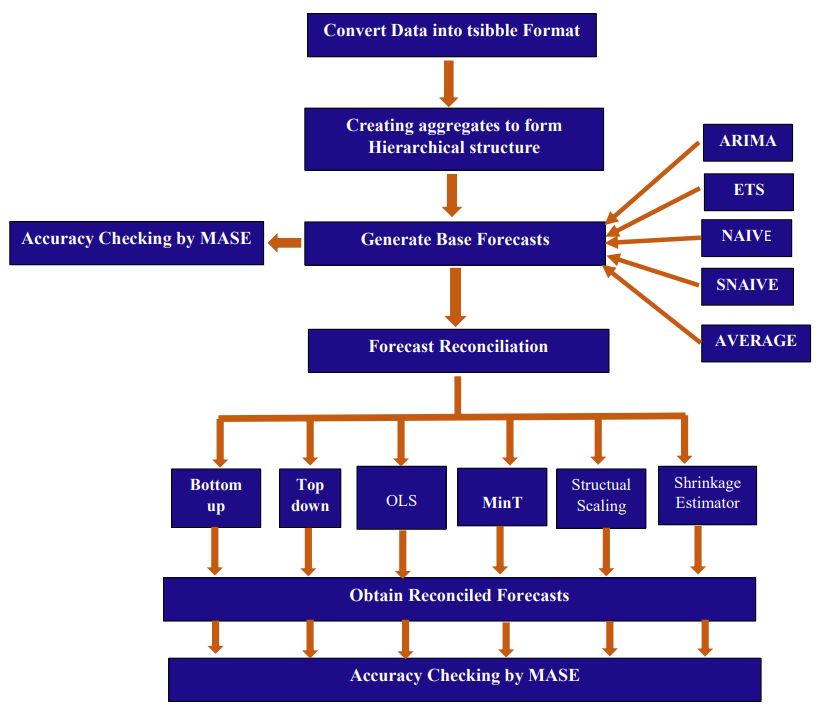 Convert Data into tsibble Format
Creating aggregates to form
Hierarchical structure
ARIMA
ETS
NAIVE
SNAIVE
AVERAGE
Accuracy Checking by MASE
Generate Base Forecasts
Forecast Reconciliation
Bottom
up
Top
down
OLS
MinT
Structual
Scaling
Shrinkage
Estimator
Obtain Reconciled Forecasts
Accuracy Checking by MASE